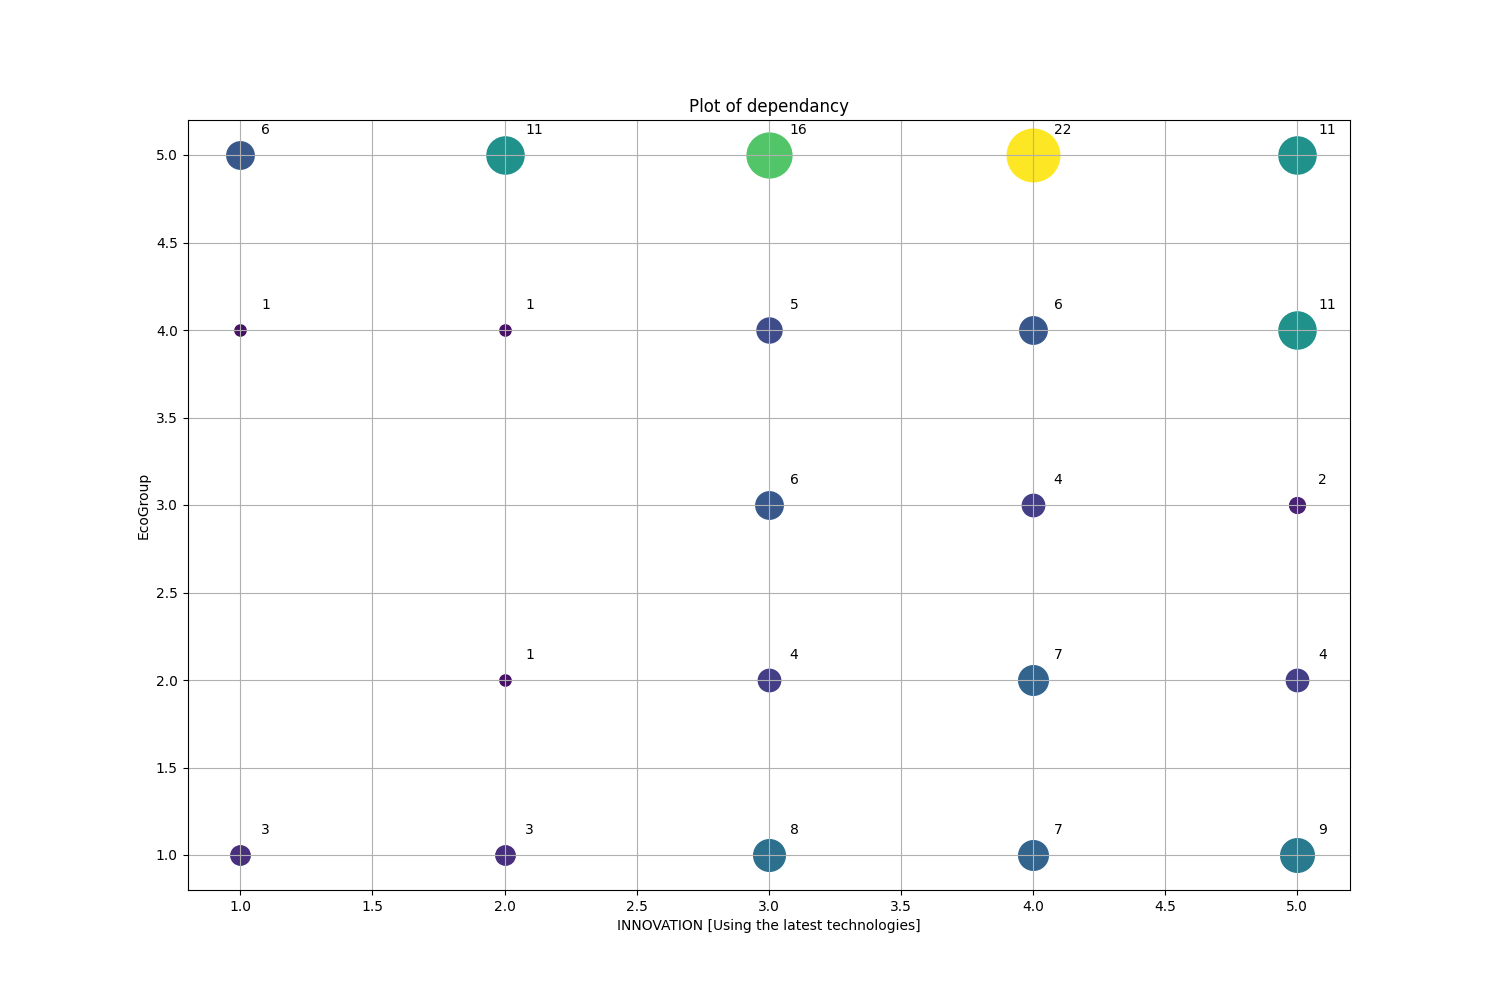 Plot of dependancy
6 11 16 22 11
5.0
4.5
1 1 5 6 11
4.0
3.5
6 4 2
3.0
EcoGroup
2.5
1 4 7 4
2.0
1.5
3 3 8 7 9
1.0
1.0 1.5 2.0 2.5 3.0 3.5 4.0 4.5 5.0
INNOVATION [Using the latest technologies]